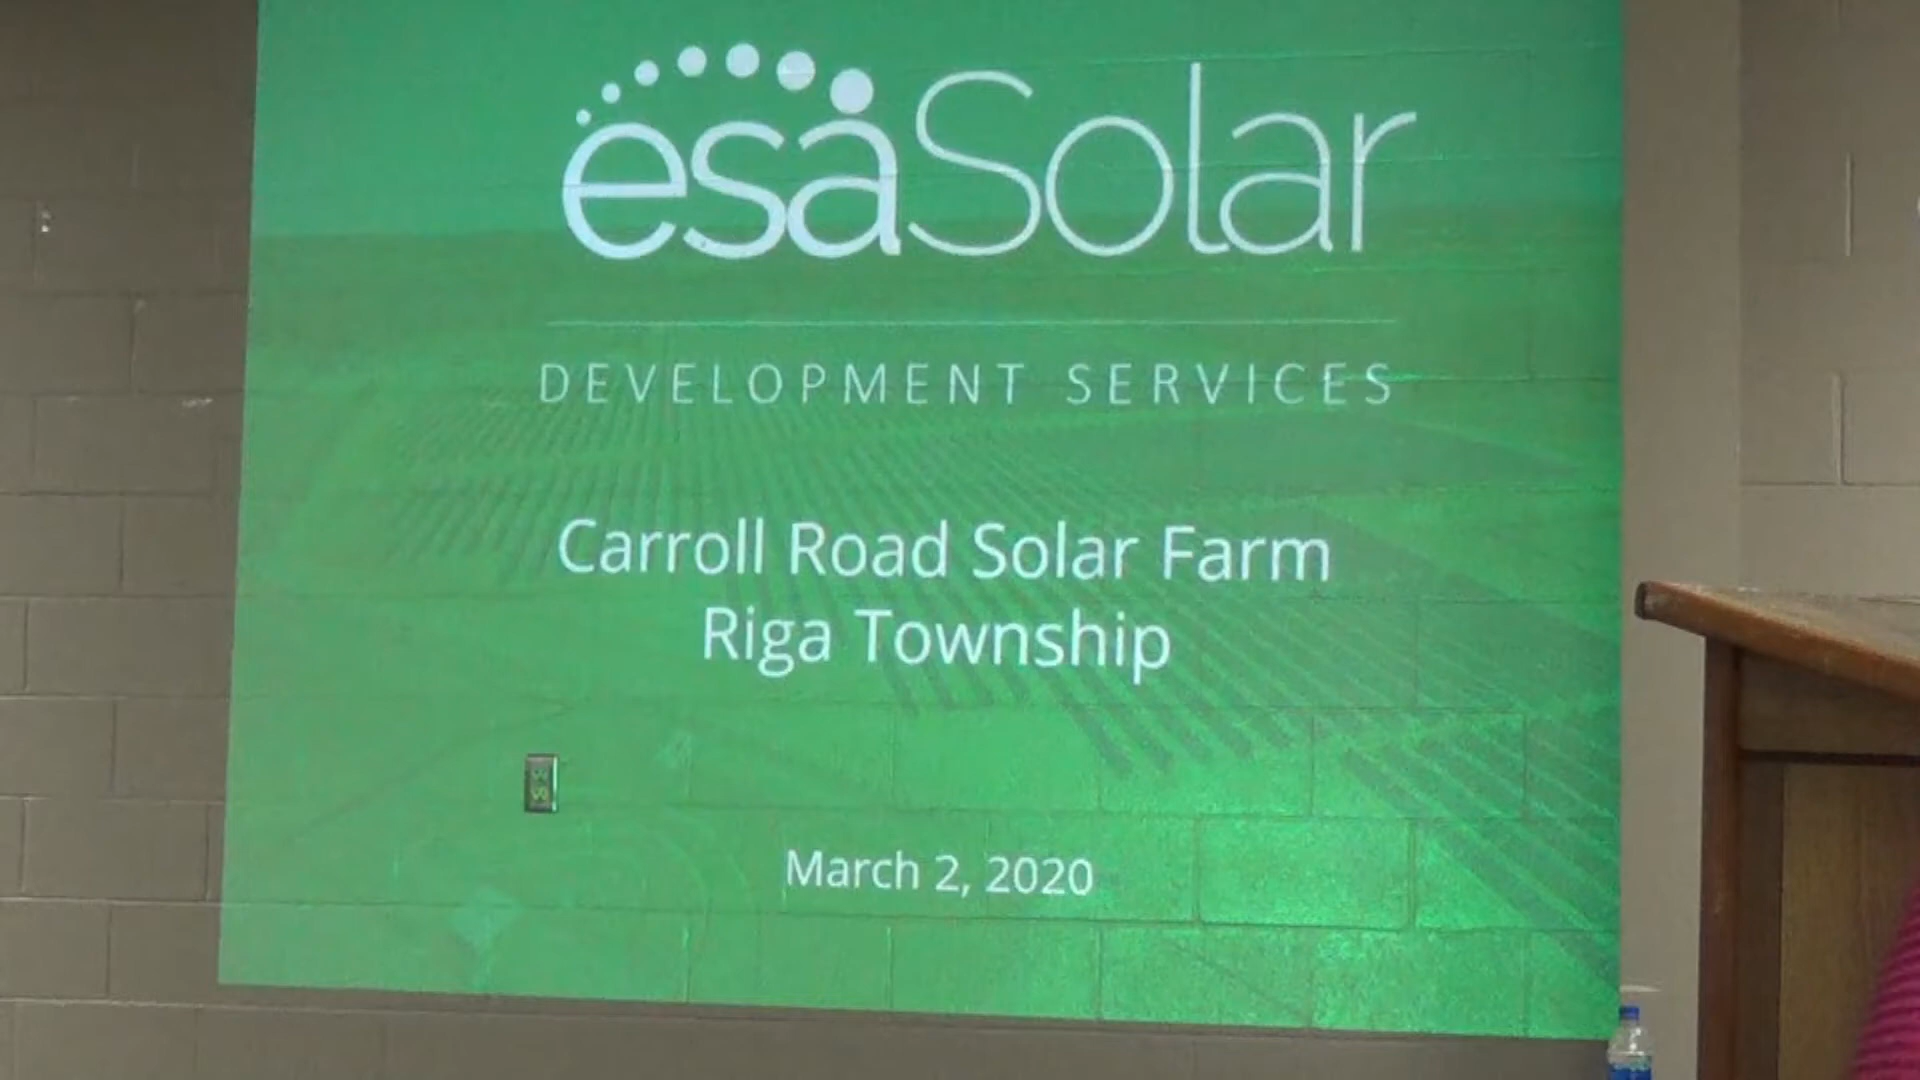 esaSolar
DEVELOPMENT SERVICES
Carroll Road Solar Farm
Riga Township
March 2, 2020